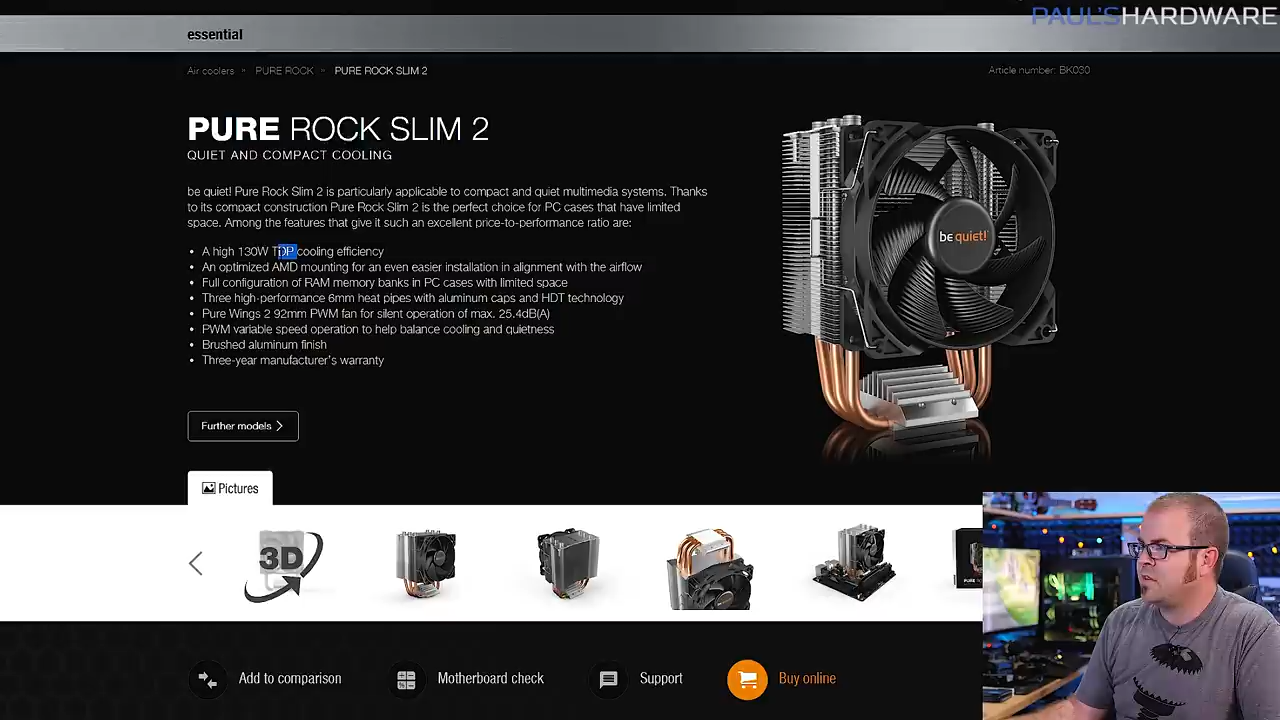 PAUL'SHARDWARE
essential
Air coolers » PURE ROCK » PURE ROCK SLIM 2
Article number: BK030
PURE ROCK SLIM 2
QUIET AND COMPACT COOLING
be quiet! Pure Rock Slim 2 is particularly applicable to compact and quiet multimedia systems. Thanks
to its compact construction Pure Rock Slim 2 is the perfect choice for PC cases that have limited
space. Among the features that give it such an excellent price-to-performance ratio are:
• A high 130W TDP cooling efficiency
• An optimized AMD mounting for an even easier installation in alignment with the airflow
• Full configuration of RAM memory banks in PC cases with limited space
• Three high-performance 6mm heat pipes with aluminum caps and HDT technology
• Pure Wings 2 92mm PWM fan for silent operation of max. 25.4dB(A)
• PWM variable speed operation to help balance cooling and quietness
• Brushed aluminum finish
• Three-year manufacturer's warranty
be quiet!
Further models
Pictures
3D
Add to comparison
Motherboard check
Support
Buy online